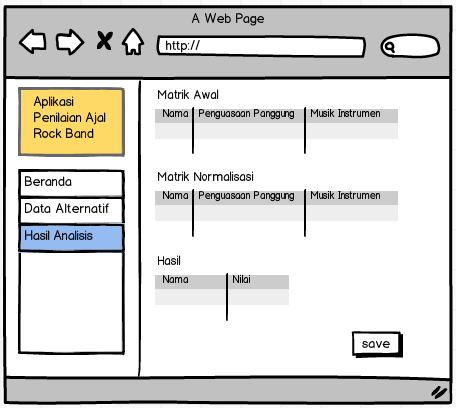 A Web Page
http://
Aplikasi
Penilaian Ajal
Rock Band
Beranda
Data Alternatif
Hasil Analisis
Matrik Awal
Nama Penguasaan Panggung Musik Instrumen
Matrik Normalisasi
Nama Penguasaan Panggung Musik Instrumen
Hasil
Nama Nilai
save